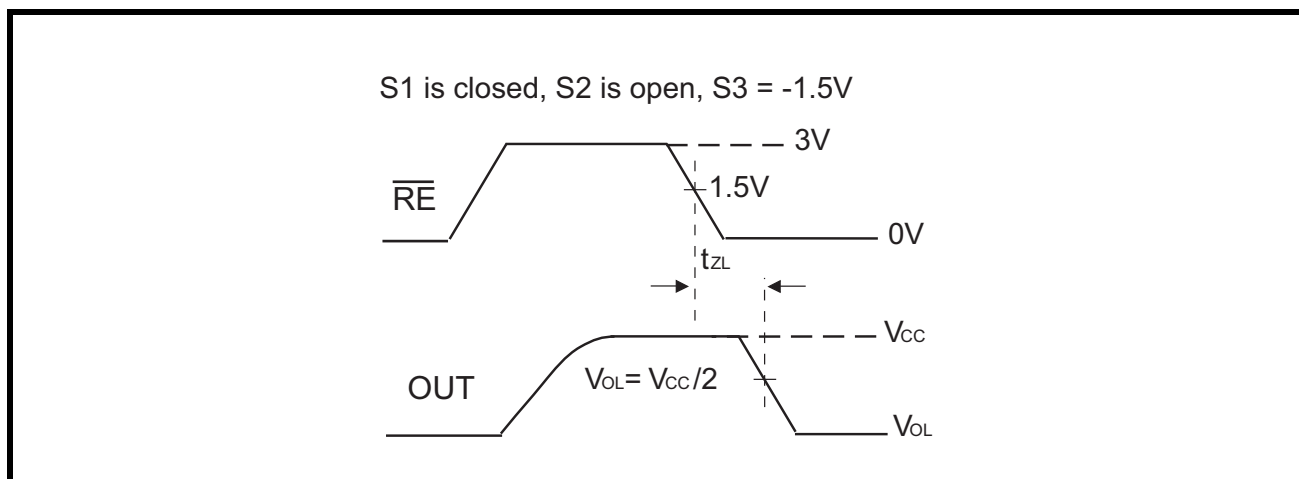 S1 is closed, S2 is open, S3 = -1.5V
3V
RE
1.5V
0V
tZL
VCC
VOL= VCC/2
OUT
VOL